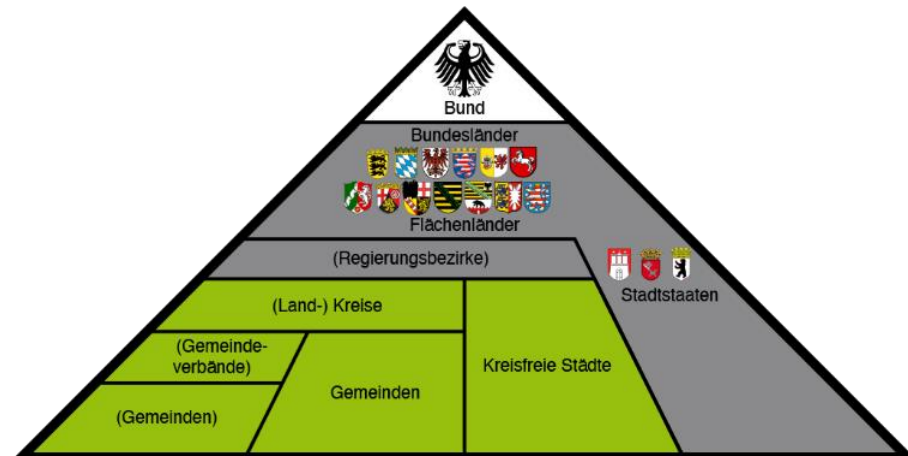 Bund
Bundesländer
Flächenländer
(Regierungsbezirke)
Stadtstaaten
(Land-) Kreise
(Gemeinde-
verbände)
Gemeinden
Kreisfreie Städte
(Gemeinden)